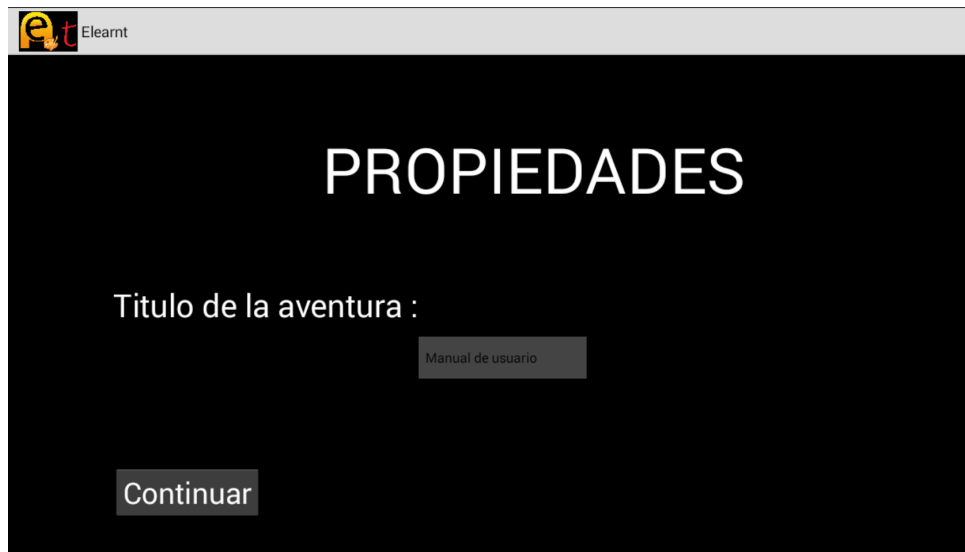 Elearnt
PROPIEDADES
Titulo de la aventura :
Manual de usuario
Continuar